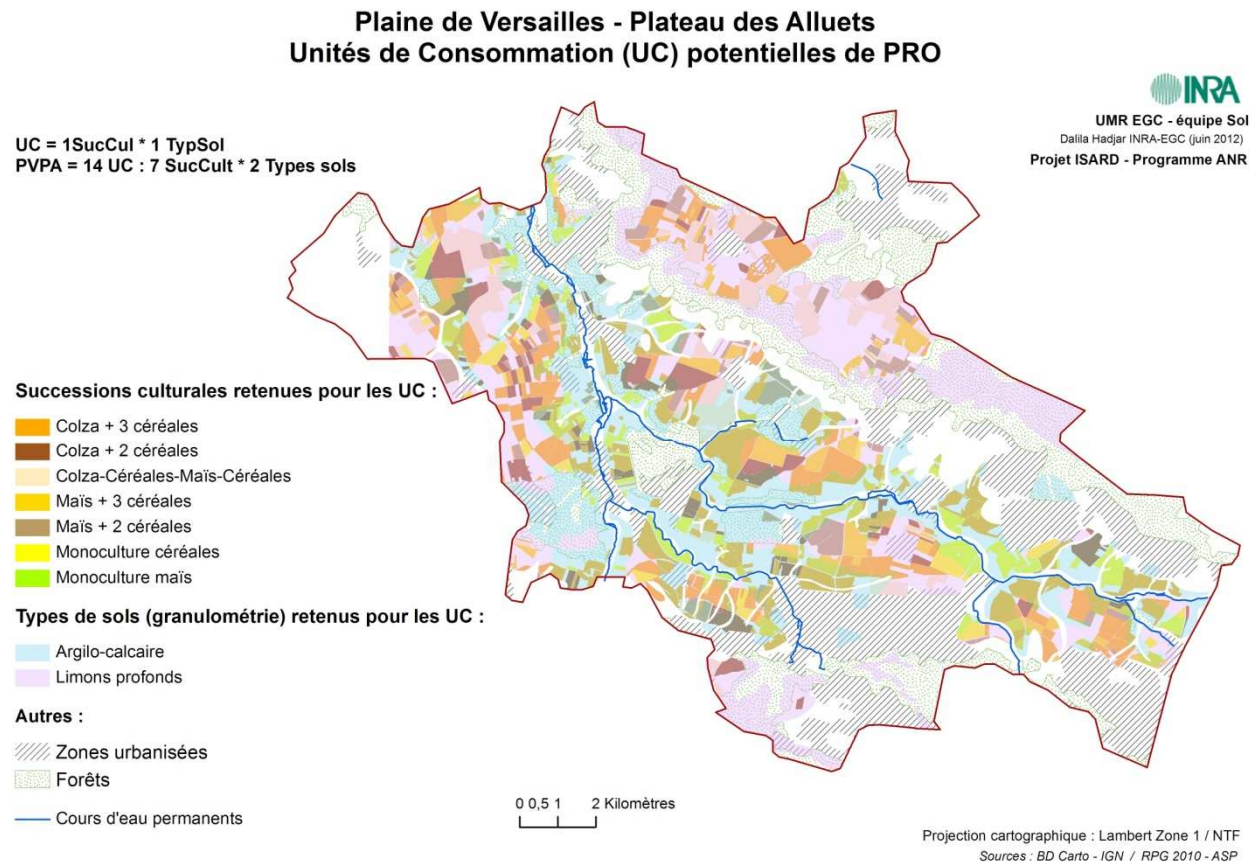 Plaine de Versailles - Plateau des Alluets
Unités de Consommation (UC) potentielles de PRO
INRA
UMR EGC - équipe Sol
Dalila Hadjar INRA-EGC (juin 2012)
Projet ISARD - Programme ANR
UC = 1SucCul * 1 TypSol
PVPA = 14 UC : 7 SucCult * 2 Types sols
Successions culturales retenues pour les UC :
Colza + 3 céréales
Colza + 2 céréales
Colza-Céréales-Maïs-Céréales
Maïs + 3 céréales
Maïs + 2 céréales
Monoculture céréales
Monoculture maïs
Types de sols (granulométrie) retenus pour les UC :
Argilo-calcaire
Limons profonds
Autres :
Zones urbanisées
Forêts
Cours d'eau permanents
0 0,5 1 2 Kilomètres
Projection cartographique : Lambert Zone 1 / NTF
Sources : BD Carto - IGN / RPG 2010 - ASP